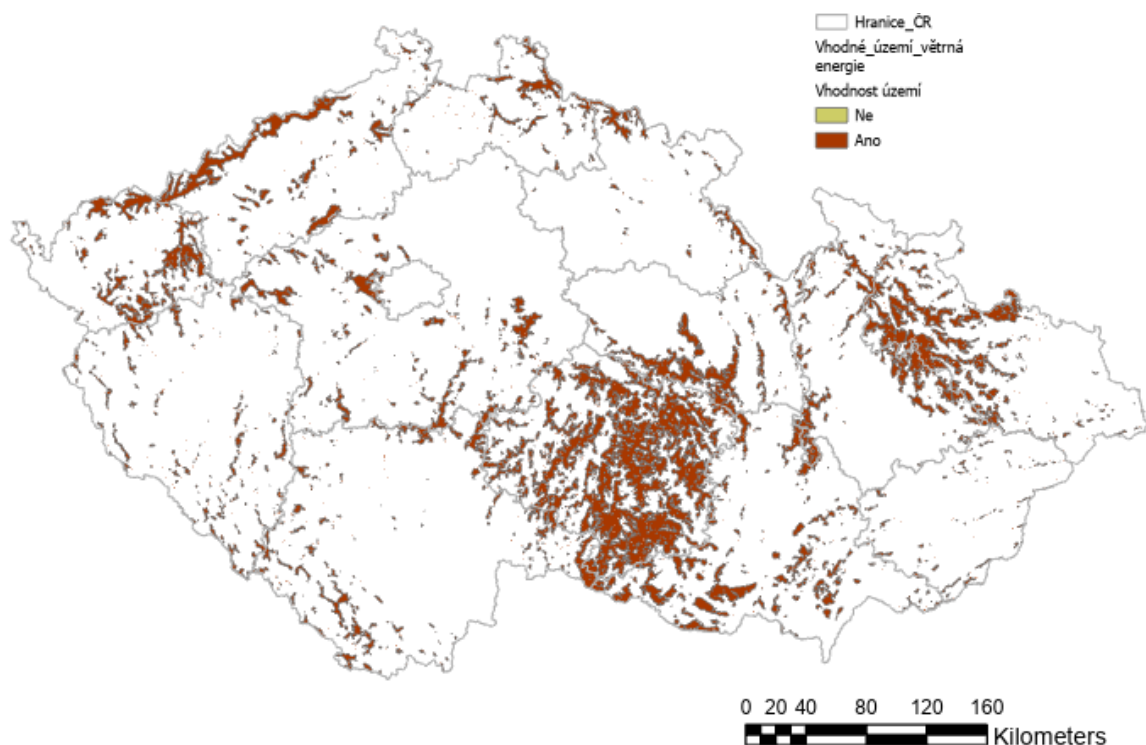 Hranice_ČR
Vhodné_území_větrná
energie
Vhodnost území
Ne
Ano
0 20 40 80 120 160
Kilometers